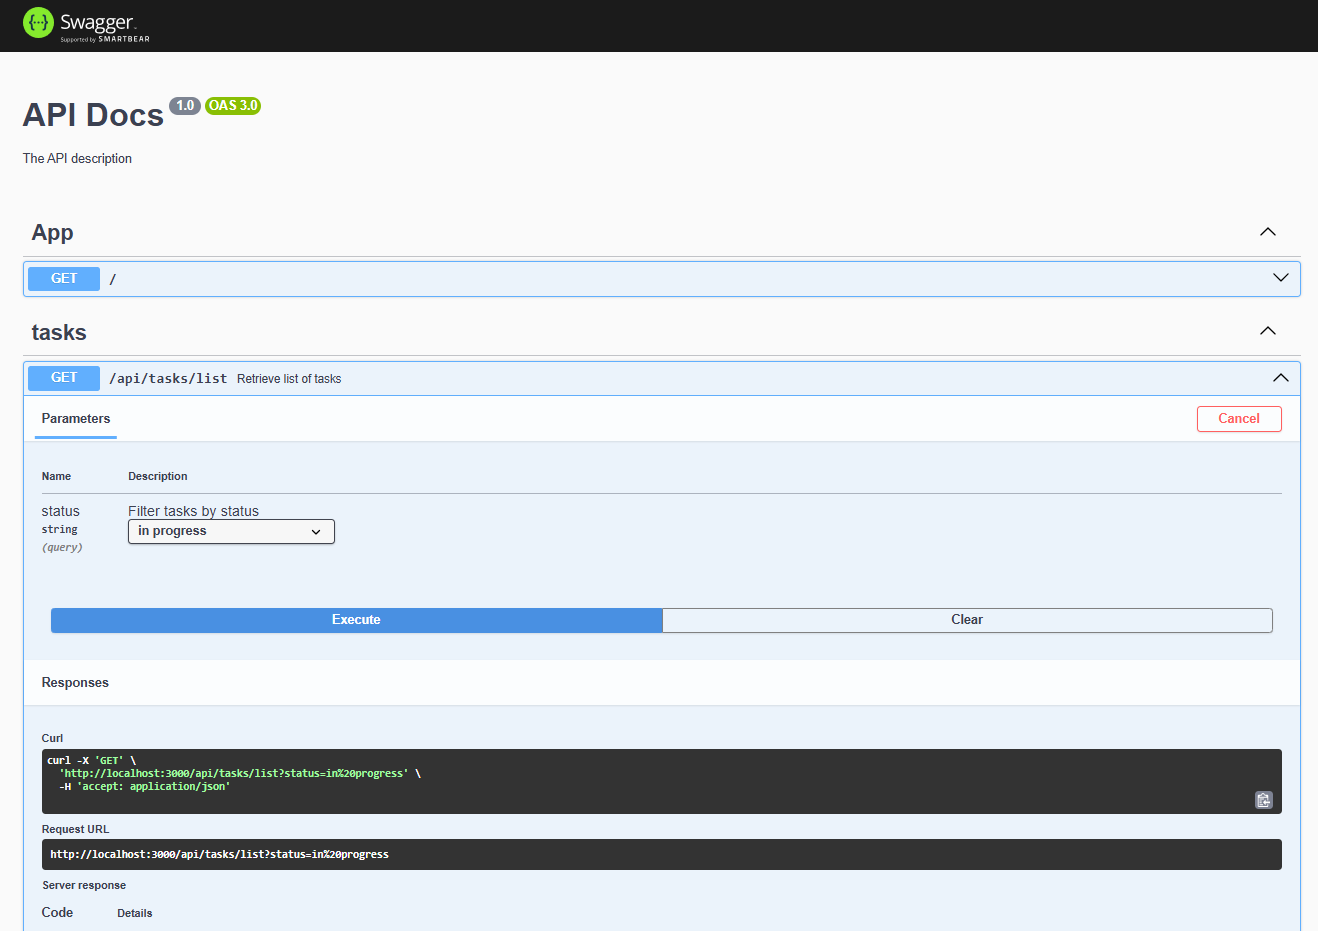 Swagger
Supported by SMARTBEAR
API Docs 1.0 OAS 3.0
The API description
App
GET /
tasks
GET /api/tasks/list Retrieve list of tasks
Parameters Cancel
Name Description
status Filter tasks by status
string in progress
(query)
Execute Clear
Responses
Curl
curl -X 'GET' \
'http://localhost:3000/api/tasks/list?status=in%20progress' \
-H 'accept: application/json'
Request URL
http://localhost:3000/api/tasks/list?status=in%20progress
Server response
Code Details